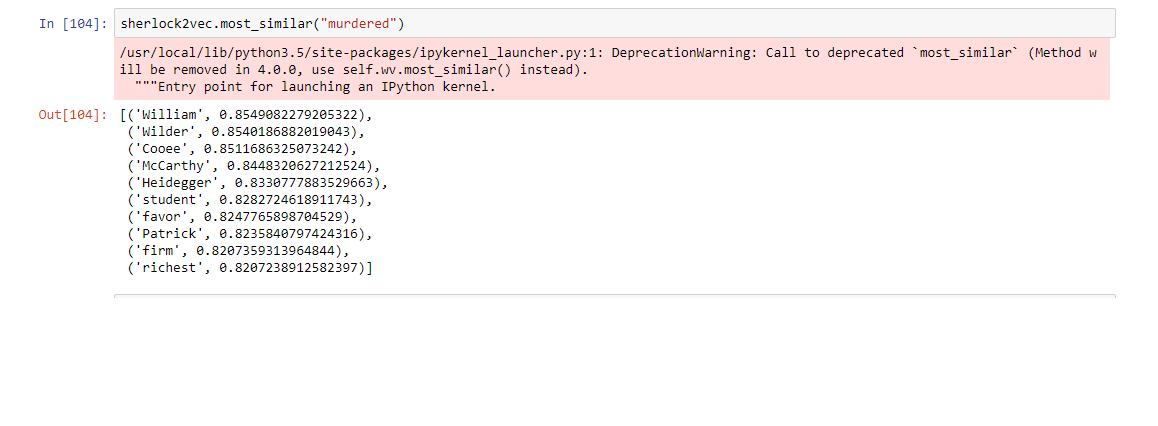 In [104]: sherlock2vec.most_similar("murdered")
/usr/local/lib/python3.5/site-packages/ipykernel_launcher.py:1: DeprecationWarning: Call to deprecated `most_similar` (Method w
ill be removed in 4.0.0, use self.wv.most_similar() instead).
  """Entry point for launching an IPython kernel.
Out[104]: [('William', 0.8549082279205322),
 ('Wilder', 0.8540186882019043),
 ('Cooee', 0.8511686325073242),
 ('McCarthy', 0.8448320627212524),
 ('Heidegger', 0.8330777883529663),
 ('student', 0.8282724618911743),
 ('favor', 0.8247765898704529),
 ('Patrick', 0.8235840797424316),
 ('firm', 0.8207359313964844),
 ('richest', 0.8207238912582397)]